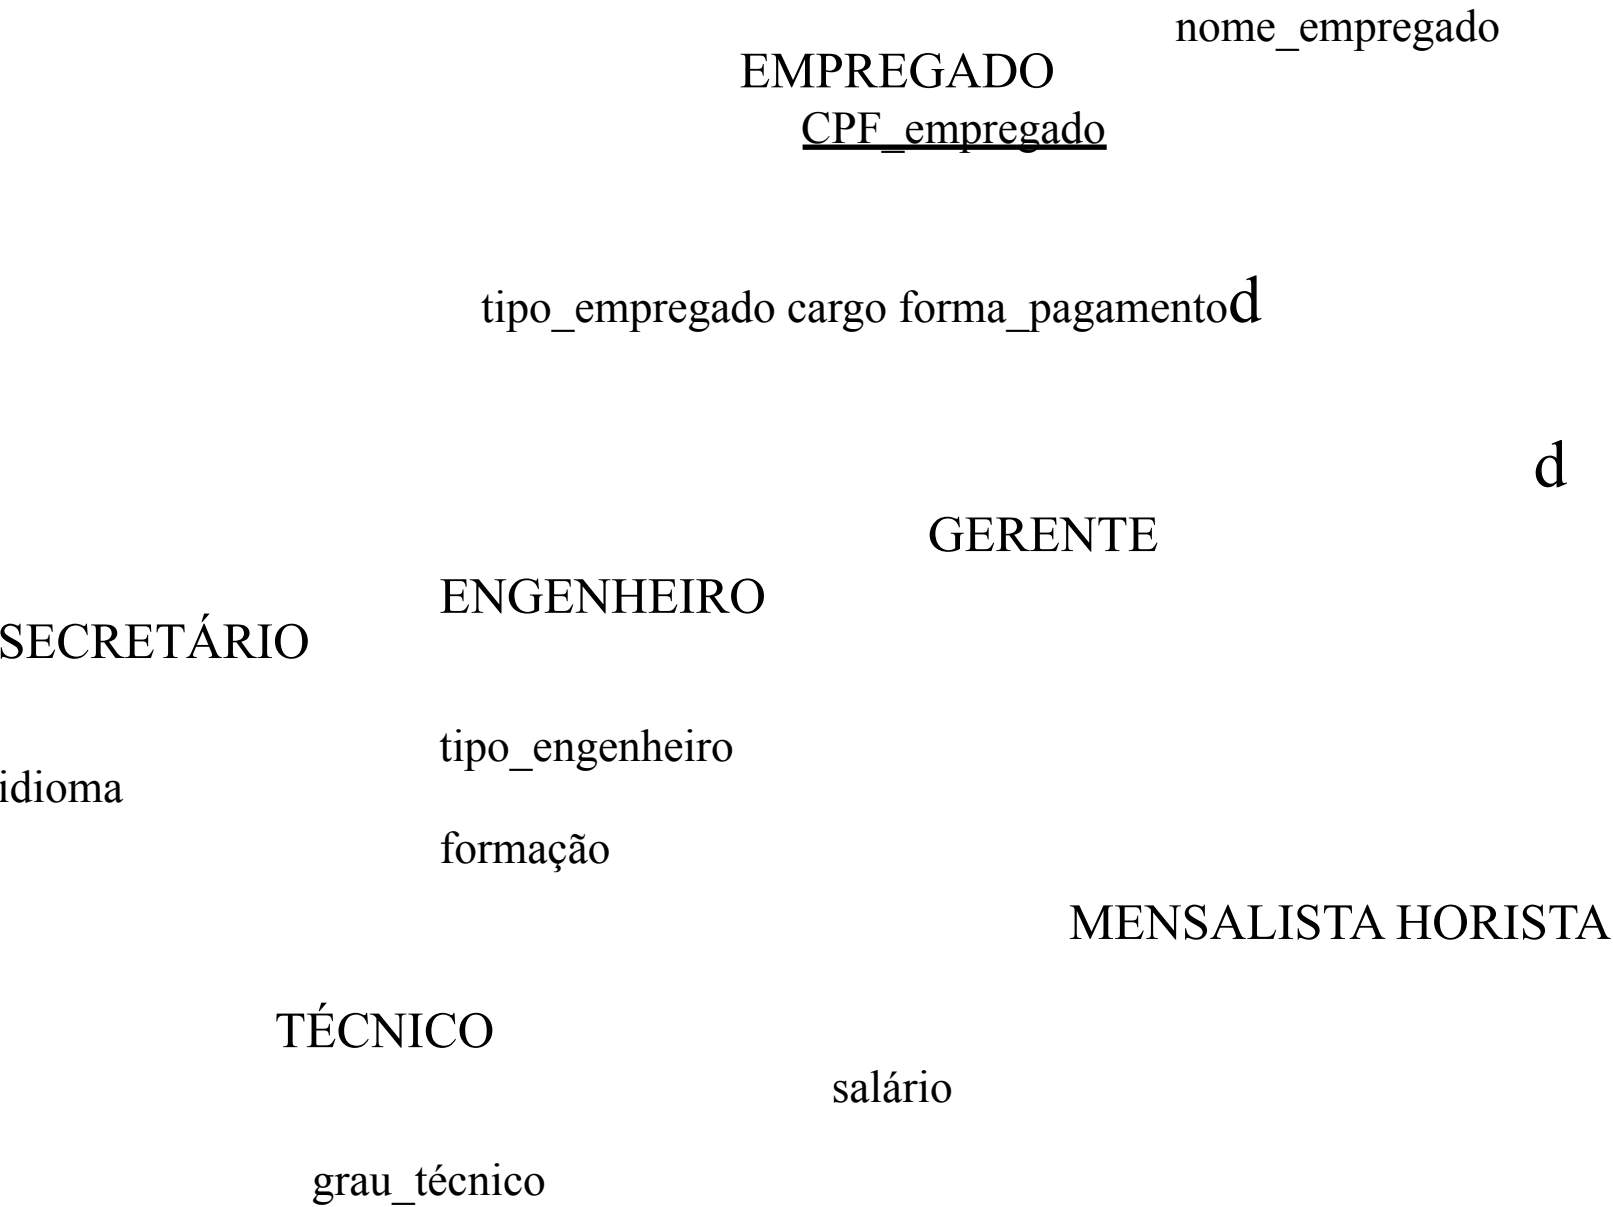 nome_empregado
EMPREGADO
CPF_empregado
tipo_empregado cargo forma_pagamentod
d
GERENTE
ENGENHEIRO
SECRETÁRIO
tipo_engenheiro
idioma
formação
MENSALISTA HORISTA
TÉCNICO
salário
grau_técnico